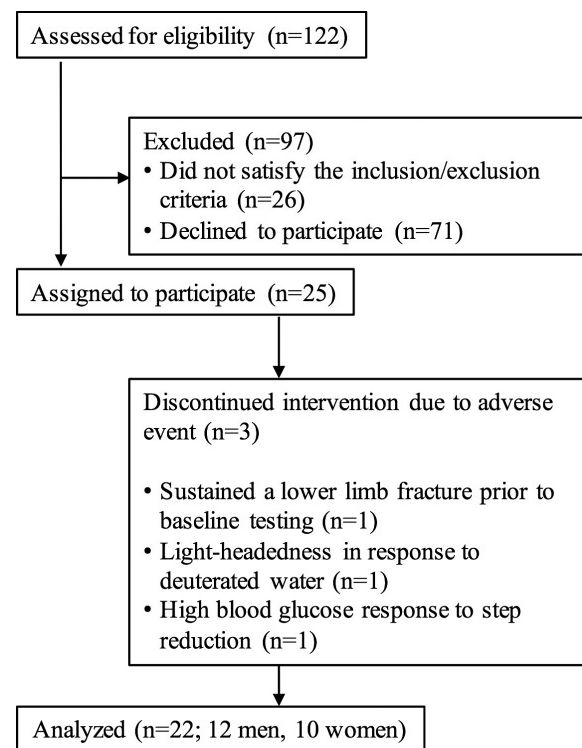 Assessed for eligibility (n=122)
Excluded (n=97)
• Did not satisfy the inclusion/exclusion
criteria (n=26)
• Declined to participate (n=71)
Assigned to participate (n=25)
Discontinued intervention due to adverse
event (n=3)
• Sustained a lower limb fracture prior to
baseline testing (n=1)
• Light-headedness in response to
deuterated water (n=1)
• High blood glucose response to step
reduction (n=1)
Analyzed (n=22; 12 men, 10 women)